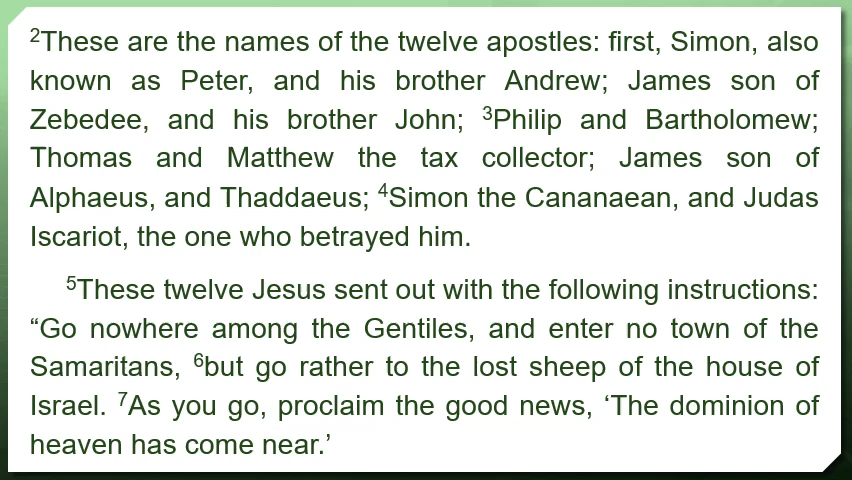 ²These are the names of the twelve apostles: first, Simon, also
known as Peter, and his brother Andrew; James son of
Zebedee, and his brother John; ³Philip and Bartholomew;
Thomas and Matthew the tax collector; James son of
Alphaeus, and Thaddaeus; ⁴Simon the Cananaean, and Judas
Iscariot, the one who betrayed him.
⁵These twelve Jesus sent out with the following instructions:
“Go nowhere among the Gentiles, and enter no town of the
Samaritans, ⁶but go rather to the lost sheep of the house of
Israel. ⁷As you go, proclaim the good news, ‘The dominion of
heaven has come near.’